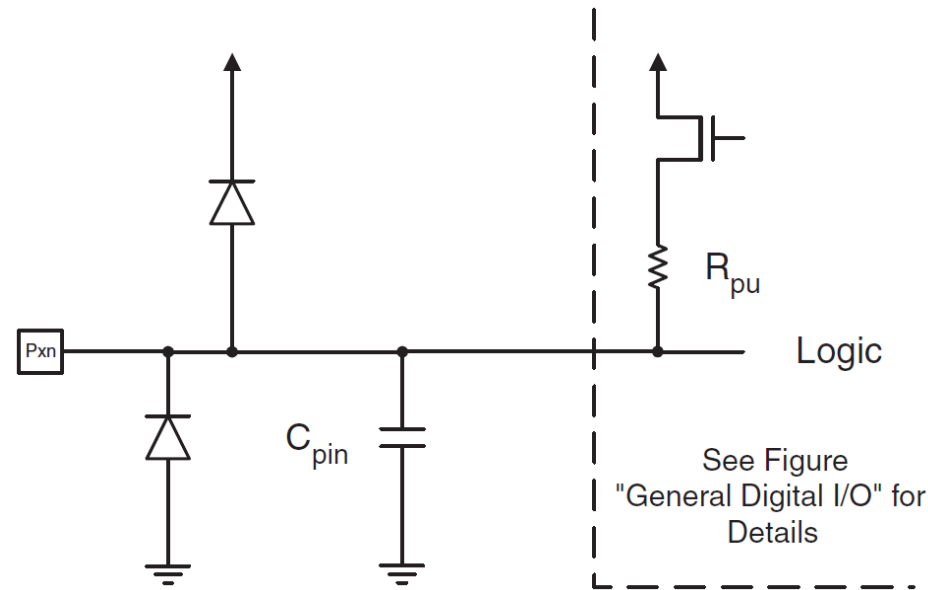 R
pu
Pxn
Logic
C
pin
See Figure
"General Digital I/O" for
Details